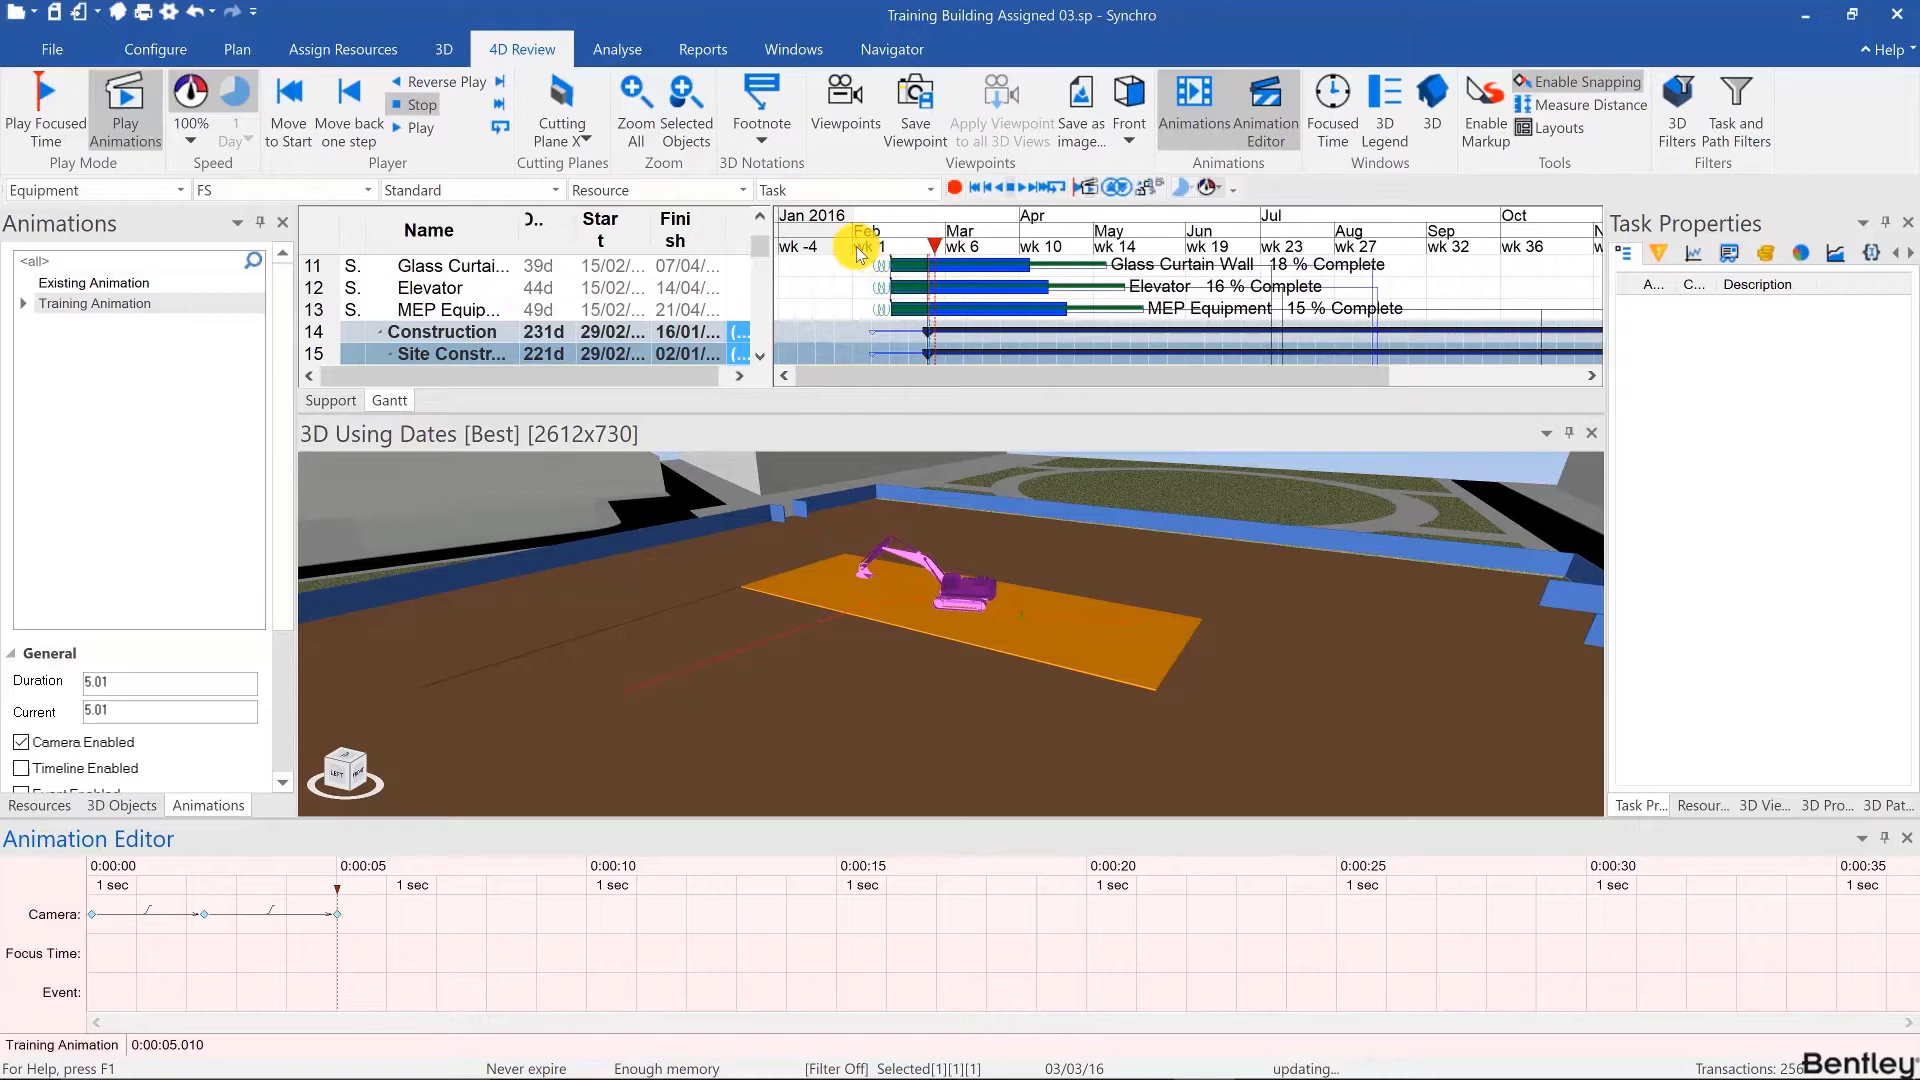 Training Building Assigned 03.sp - Synchro
File Configure Plan Assign Resources 3D 4D Review Analyse Reports Windows Navigator Help
Play Focused Time
Play Animations
Play Mode
100%
1 Day
Speed
Move to Start
Move back one step
Reverse Play
Stop
Play
Player
Cutting Plane X
Cutting Planes
Zoom All
Selected Objects
Zoom
Footnote
3D Notations
Viewpoints
Save Viewpoint
Apply Viewpoint to all 3D Views
Save as image...
Front
Viewpoints
Animations
Animation Editor
Animations
Focused Time
3D Legend
3D
Windows
Enable Markup
Enable Snapping
Measure Distance
Layouts
Tools
3D Filters
Task and Path Filters
Filters
Equipment FS Standard Resource Task
Animations
<all>
Existing Animation
Training Animation
General
Duration 5.01
Current 5.01
Camera Enabled
Timeline Enabled
Resources 3D Objects Animations
Name Start Finish
11 S. Glass Curtai... 39d 15/02/... 07/04/...
12 S. Elevator 44d 15/02/... 14/04/...
13 S. MEP Equip... 49d 15/02/... 21/04/...
14 Construction 231d 29/02/... 16/01/... (...
15 Site Constr... 221d 29/02/... 02/01/... (...
Jan 2016 Apr Jul Oct
Feb Mar May Jun Aug Sep N
wk -4 wk 1 wk 6 wk 10 wk 14 wk 19 wk 23 wk 27 wk 32 wk 36 wk
Glass Curtain Wall 18 % Complete
Elevator 16 % Complete
MEP Equipment 15 % Complete
Support Gantt
3D Using Dates [Best] [2612x730]
LEFT
Task Properties
A... C... Description
Task Pr... Resour... 3D Vie... 3D Pro... 3D Pat...
Animation Editor
0:00:00 0:00:05 0:00:10 0:00:15 0:00:20 0:00:25 0:00:30 0:00:35
1 sec 1 sec 1 sec 1 sec 1 sec 1 sec 1 sec 1 sec
Camera:
Focus Time:
Event:
Training Animation 0:00:05.010
For Help, press F1 Never expire Enough memory [Filter Off] Selected[1][1][1] 03/03/16 updating... Transactions: 256
Bentley